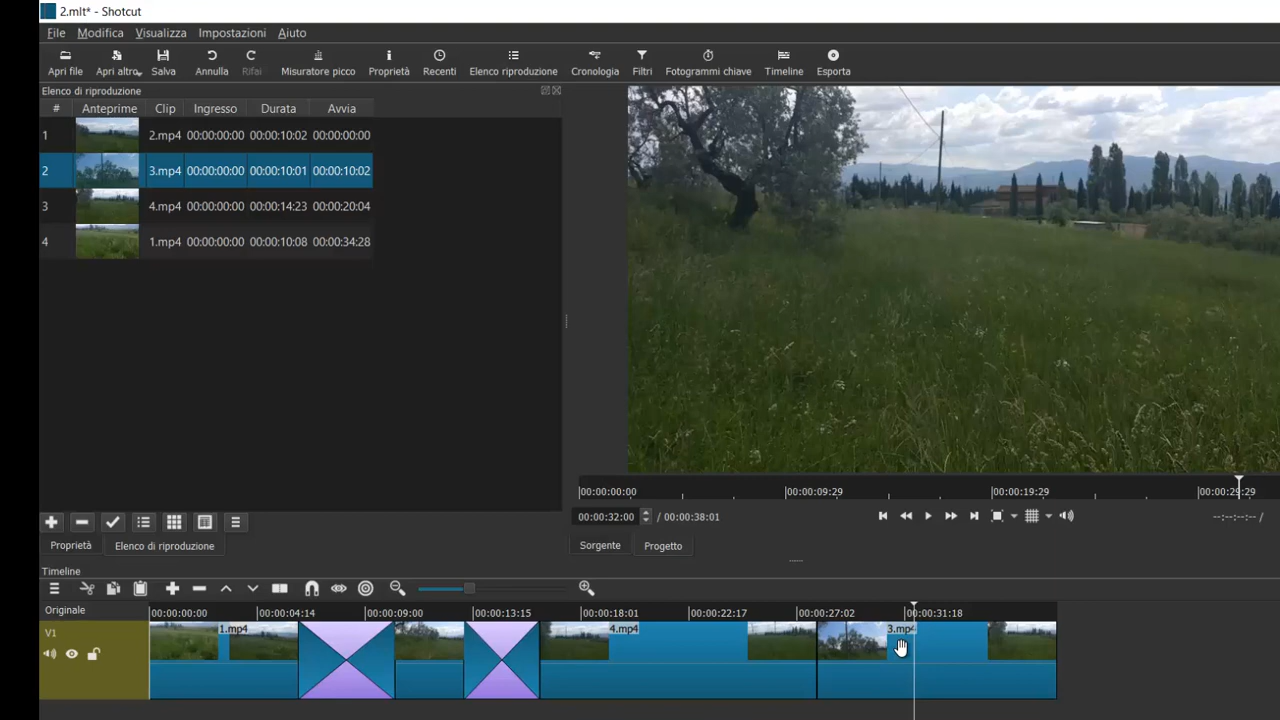 2.mlt* - Shotcut
File Modifica Visualizza Impostazioni Aiuto
Apri file Apri altro Salva Annulla Rifai Misuratore picco Proprietà Recenti Elenco riproduzione Cronologia Filtri Fotogrammi chiave Timeline Esporta
Elenco di riproduzione
# Anteprime Clip Ingresso Durata Avvia
1 2.mp4 00:00:00:00 00:00:10:02 00:00:00:00
2 3.mp4 00:00:00:00 00:00:10:01 00:00:10:02
3 4.mp4 00:00:00:00 00:00:14:23 00:00:20:04
4 1.mp4 00:00:00:00 00:00:10:08 00:00:34:28
00:00:00:00 00:00:09:29 00:00:19:29 00:00:29:29
00:00:32:00 / 00:00:38:01 --:--:--:-- /
Proprietà Elenco di riproduzione Sorgente Progetto
Timeline
Originale 00:00:00:00 00:00:04:14 00:00:09:00 00:00:13:15 00:00:18:01 00:00:22:17 00:00:27:02 00:00:31:18
V1 1.mp4 4.mp4 3.mp4